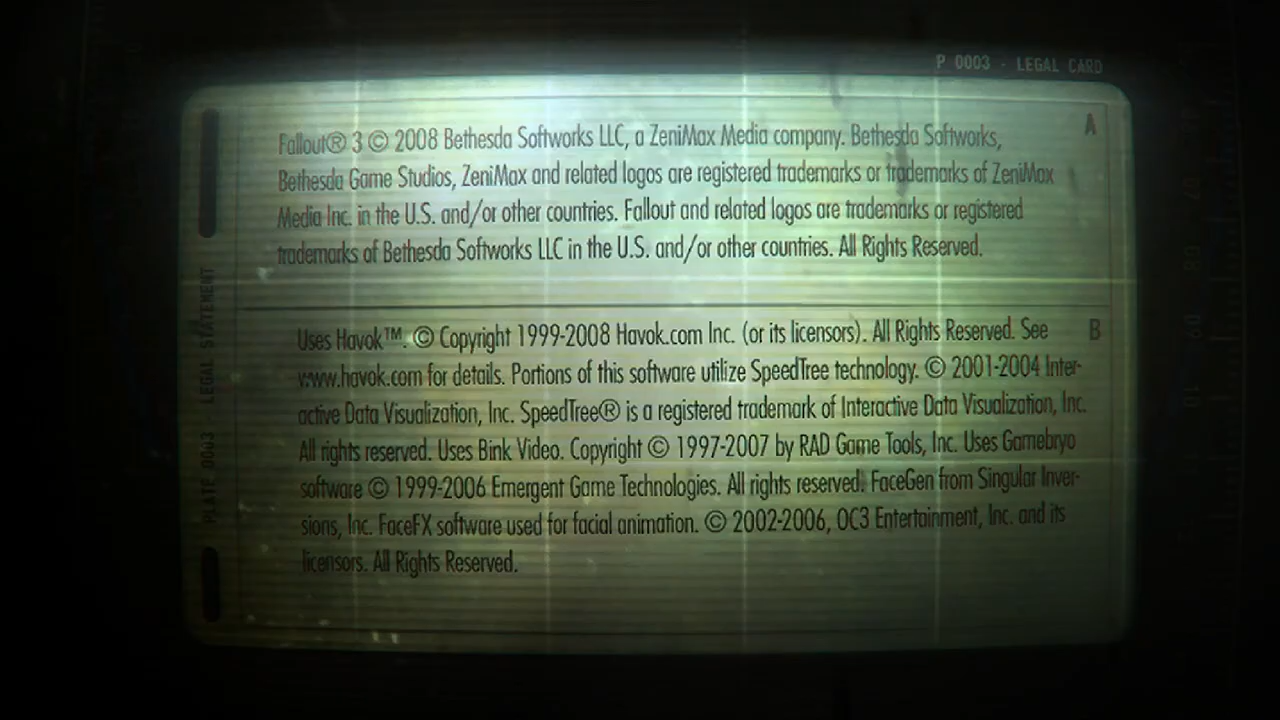 P 0003 - LEGAL CARD
A
Fallout® 3 © 2008 Bethesda Softworks LLC, a ZeniMax Media company. Bethesda Softworks,
Bethesda Game Studios, ZeniMax and related logos are registered trademarks or trademarks of ZeniMax
Media Inc. in the U.S. and/or other countries. Fallout and related logos are trademarks or registered
trademarks of Bethesda Softworks LLC in the U.S. and/or other countries. All Rights Reserved.
B
Uses Havok™. © Copyright 1999-2008 Havok.com Inc. (or its licensors). All Rights Reserved. See
www.havok.com for details. Portions of this software utilize SpeedTree technology. © 2001-2004 Inter-
active Data Visualization, Inc. SpeedTree® is a registered trademark of Interactive Data Visualization, Inc.
All rights reserved. Uses Bink Video. Copyright © 1997-2007 by RAD Game Tools, Inc. Uses Gamebryo
software © 1999-2006 Emergent Game Technologies. All rights reserved. FaceGen from Singular Inver-
sions, Inc. FaceFX software used for facial animation. © 2002-2006, OC3 Entertainment, Inc. and its
licensors. All Rights Reserved.
PLATE 0003 - LEGAL STATEMENT